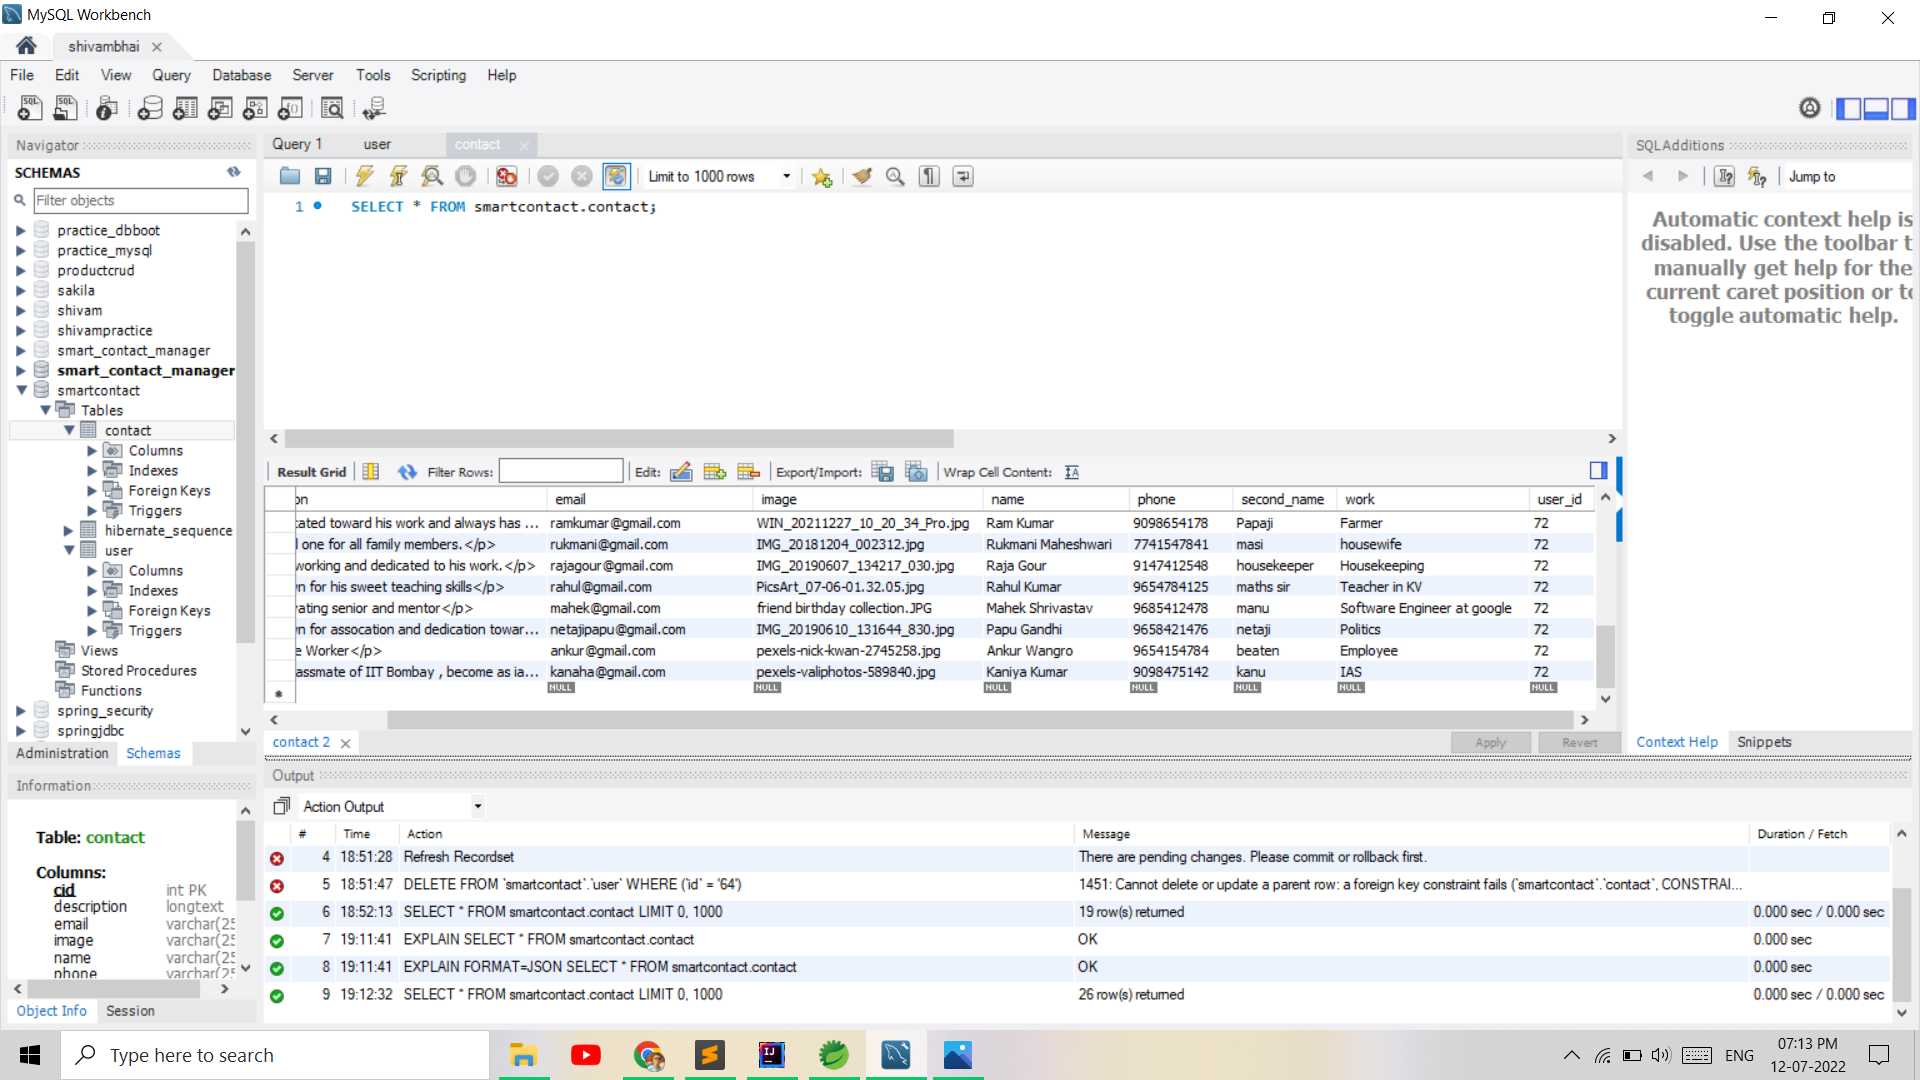 MySQL Workbench
shivambhai
File Edit View Query Database Server Tools Scripting Help
Navigator
SCHEMAS
Filter objects
practice_dbboot
practice_mysql
productcrud
sakila
shivam
shivampractice
smart_contact_manager
smart_contact_manager
smartcontact
Tables
contact
Columns
Indexes
Foreign Keys
Triggers
hibernate_sequence
user
Columns
Indexes
Foreign Keys
Triggers
Views
Stored Procedures
Functions
spring_security
springjdbc
Administration Schemas
Information
Table: contact
Columns:
cid int PK
description longtext
email varchar(25
image varchar(25
name varchar(25
phone varchar(25
Object Info Session
Query 1 user contact
Limit to 1000 rows
1 SELECT * FROM smartcontact.contact;
Result Grid Filter Rows: Edit: Export/Import: Wrap Cell Content:
on email image name phone second_name work user_id
cated toward his work and always has ... ramkumar@gmail.com WIN_20211227_10_20_34_Pro.jpg Ram Kumar 9098654178 Papaji Farmer 72
l one for all family members.</p> rukmani@gmail.com IMG_20181204_002312.jpg Rukmani Maheshwari 7741547841 masi housewife 72
working and dedicated to his work.</p> rajagour@gmail.com IMG_20190607_134217_030.jpg Raja Gour 9147412548 housekeeper Housekeeping 72
vn for his sweet teaching skills</p> rahul@gmail.com PicsArt_07-06-01.32.05.jpg Rahul Kumar 9654784125 maths sir Teacher in KV 72
vating senior and mentor</p> mahek@gmail.com friend birthday collection.JPG Mahek Shrivastav 9685412478 manu Software Engineer at google 72
vn for assocation and dedication towar... netajipapu@gmail.com IMG_20190610_131644_830.jpg Papu Gandhi 9658421476 netaji Politics 72
e Worker</p> ankur@gmail.com pexels-nick-kwan-2745258.jpg Ankur Wangro 9654154784 beaten Employee 72
assmate of IIT Bombay , become as ia... kanaha@gmail.com pexels-valiphotos-589840.jpg Kaniya Kumar 9098475142 kanu IAS 72
NULL NULL NULL NULL NULL NULL NULL
contact 2 Apply Revert
SQLAdditions
Jump to
Automatic context help is
disabled. Use the toolbar t
manually get help for the
current caret position or to
toggle automatic help.
Context Help Snippets
Output
Action Output
# Time Action Message Duration / Fetch
4 18:51:28 Refresh Recordset There are pending changes. Please commit or rollback first.
5 18:51:47 DELETE FROM `smartcontact`.`user` WHERE (`id` = '64') 1451: Cannot delete or update a parent row: a foreign key constraint fails (`smartcontact`.`contact`, CONSTRAI...
6 18:52:13 SELECT * FROM smartcontact.contact LIMIT 0, 1000 19 row(s) returned 0.000 sec / 0.000 sec
7 19:11:41 EXPLAIN SELECT * FROM smartcontact.contact OK 0.000 sec
8 19:11:41 EXPLAIN FORMAT=JSON SELECT * FROM smartcontact.contact OK 0.000 sec
9 19:12:32 SELECT * FROM smartcontact.contact LIMIT 0, 1000 26 row(s) returned 0.000 sec / 0.000 sec
Type here to search
ENG
07:13 PM
12-07-2022